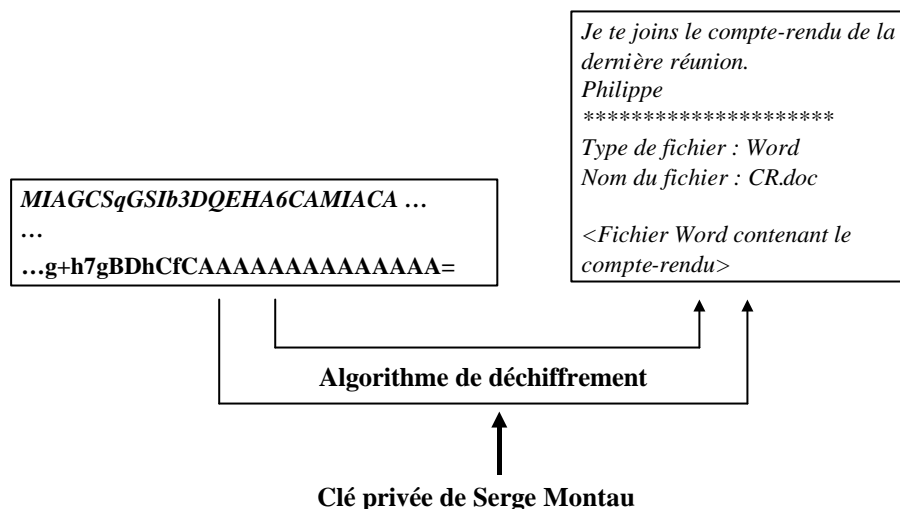 Je te joins le compte-rendu de la
dernière réunion.
Philippe
*********************
Type de fichier : Word
Nom du fichier : CR.doc
<Fichier Word contenant le
compte-rendu>
MIAGCSqGSIb3DQEHA6CAMIACA …
…
…g+h7gBDhCfCAAAAAAAAAAAAAA=
Algorithme de déchiffrement
Clé privée de Serge Montau